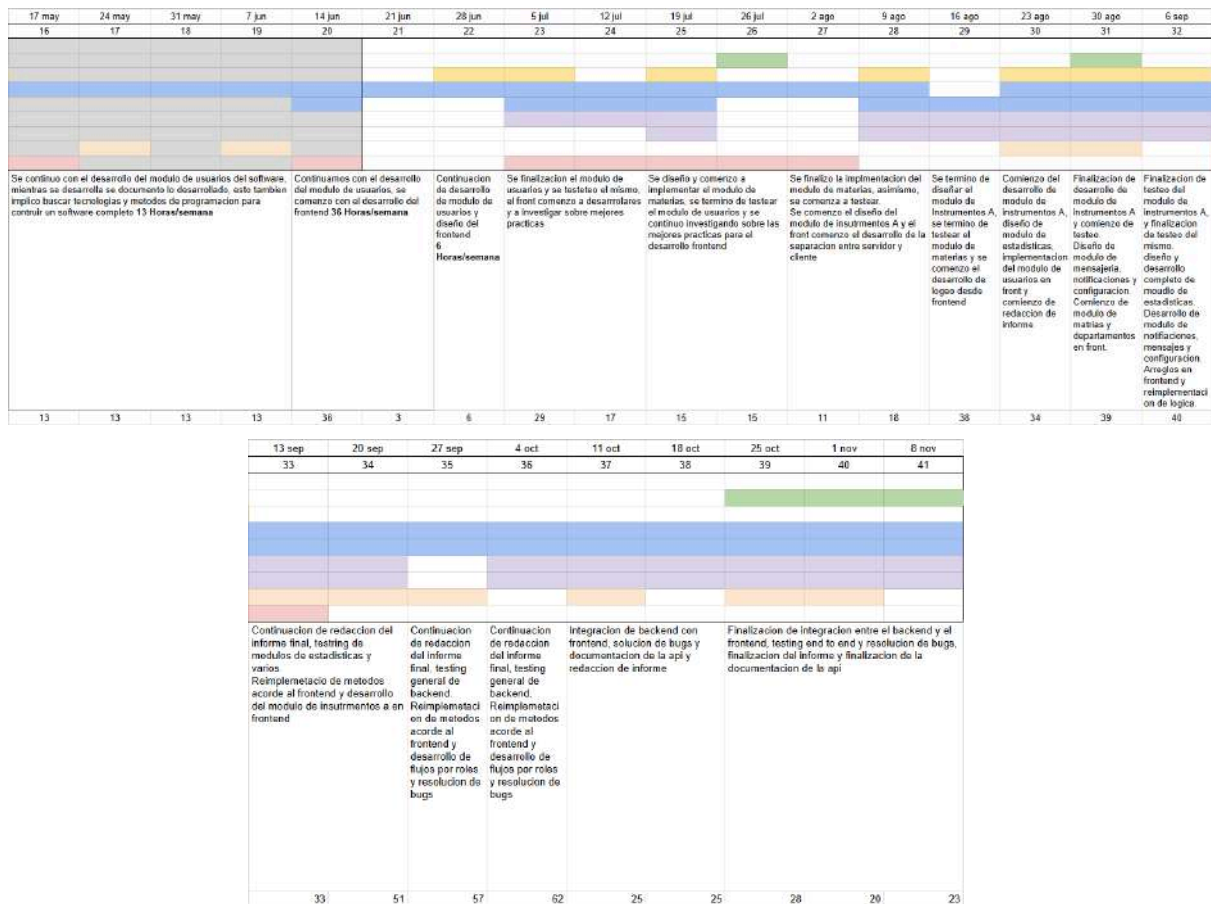 17 may 24 may 31 may 7 jun 14 jun 21 jun 28 jun 5 jul 12 jul 19 jul 26 jul 2 ago 9 ago 16 ago 23 ago 30 ago 6 sep
16 17 18 19 20 21 22 23 24 25 26 27 28 29 30 31 32
Se continuo con el desarrollo del modulo de usuarios del software,
mientras se desarrolla se documento lo desarrollado, esto tambien
implico buscar tecnologias y metodos de programacion para
contruir un software completo 13 Horas/semana
Continuamos con el desarrollo
del modulo de usuarios, se
comenzo con el desarrollo del
frontend 36 Horas/semana
Continuacion
de desarrollo
de modulo de
usuarios y
diseño del
frontend
6
Horas/semana
Se finalizacion el modulo de
usuarios y se testeteo el mismo,
el front comenzo a desarrrolares
y a investigar sobre mejores
practicas
Se diseño y comenzo a
implementar el modulo de
materias, se termino de testear
el modulo de usuarios y se
continuo investigando sobre las
mejores practicas para el
desarrollo frontend
Se finalizo la implmentacion del
modulo de materias, asimismo,
se comenza a testear.
Se comenzo el diseño del
modulo de insutrmentos A y el
front comenzo el desarrollo de la
separacion entre servidor y
cliente
Se termino de
diseñar el
modulo de
Instrumentos A,
se termino de
testear el
modulo de
materias y se
comenzo el
desarrollo de
logeo desde
frontend
Comienzo del
desarrollo de
modulo de
instrumentos A,
diseño de
modulo de
estadisticas,
implementacion
del modulo de
usuarios en
front y
comienzo de
redaccion de
informe
Finalizacion de
desarrollo de
modulo de
Instrumentos A
y comienzo de
testee.
Diseño de
modulo de
mensajeria,
notificaciones y
configuracion.
Comienzo de
modulo de
matrias y
departamentos
en front.
Finalizacion de
testeo del
modulo de
instrumentos A
y finalizacion
de testeo del
mismo.
diseño y
desarrollo
completo de
moudlo de
estadisticas.
Desarrollo de
modulo de
notifiaciones,
mensajes y
configuracion.
Arreglos en
frontend y
reimplementaci
on de logica.
13 13 13 13 36 3 6 29 17 15 15 11 18 38 34 39 40
13 sep 20 sep 27 sep 4 oct 11 oct 18 oct 25 oct 1 nov 8 nov
33 34 35 36 37 38 39 40 41
Continuacion de redaccion del
informe final, testring de
modulos de estadisticas y
varios.
Reimplemetacio de metodos
acorde al frontend y desarrollo
del modulo de insutrmentos a en
frontend
Continuacion
de redaccion
del informe
final, testing
general de
backend.
Reimplemetaci
on de metodos
acorde al
frontend y
desarrollo de
flujos por roles
y resolucion de
bugs
Continuacion
de redaccion
del informe
final, testing
general de
backend.
Reimplemetaci
on de metodos
acorde al
frontend y
desarrollo de
flujos por roles
y resolucion de
bugs
Integracion de backend con
frontend, solucion de bugs y
documentacion de la api y
redaccion de informe
Finalizacion de integracion entre el backend y el
frontend, testing end to end y resolucion de bugs,
finalizacion del informe y finalizacion de la
documentacion de la api
33 51 57 62 25 25 28 20 23